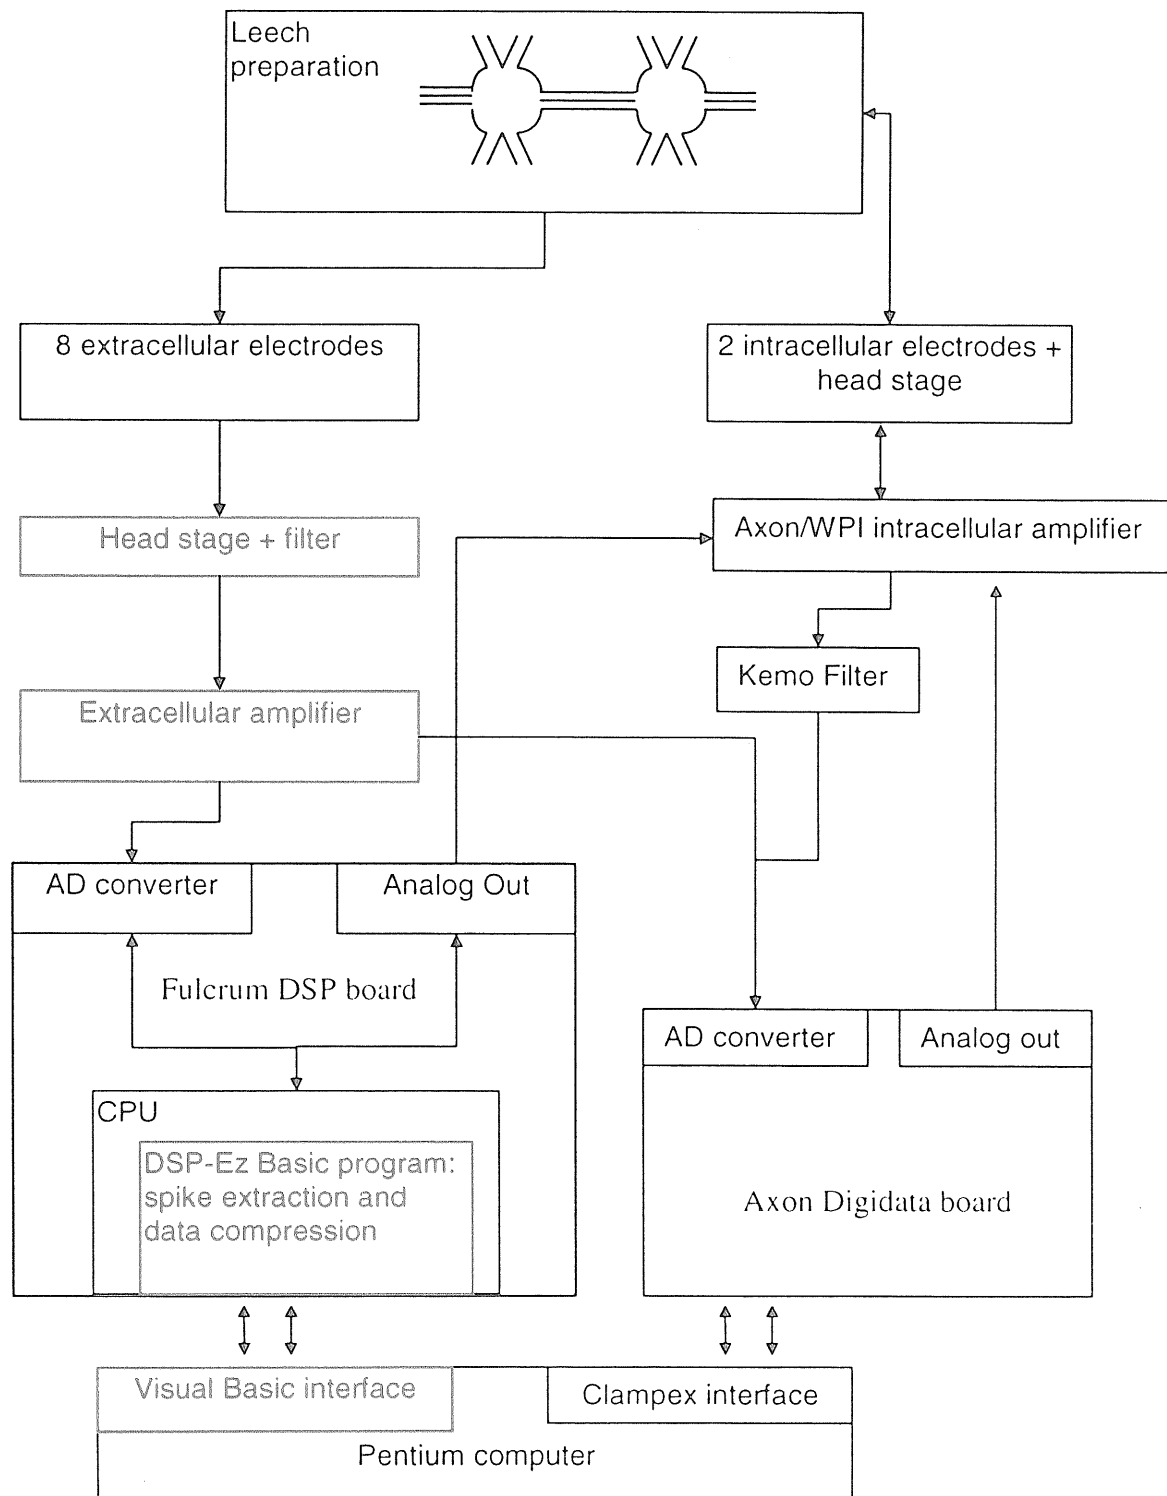 Leech
preparation
8 extracellular electrodes
2 intracellular electrodes +
head stage
Head stage + filter
Axon/WPI intracellular amplifier
Kemo Filter
Extracellular amplifier
AD converter
Analog Out
Fulcrum DSP board
AD converter
Analog out
CPU
DSP-Ez Basic program:
spike extraction and
data compression
Axon Digidata board
Visual Basic interface
Clampex interface
Pentium computer